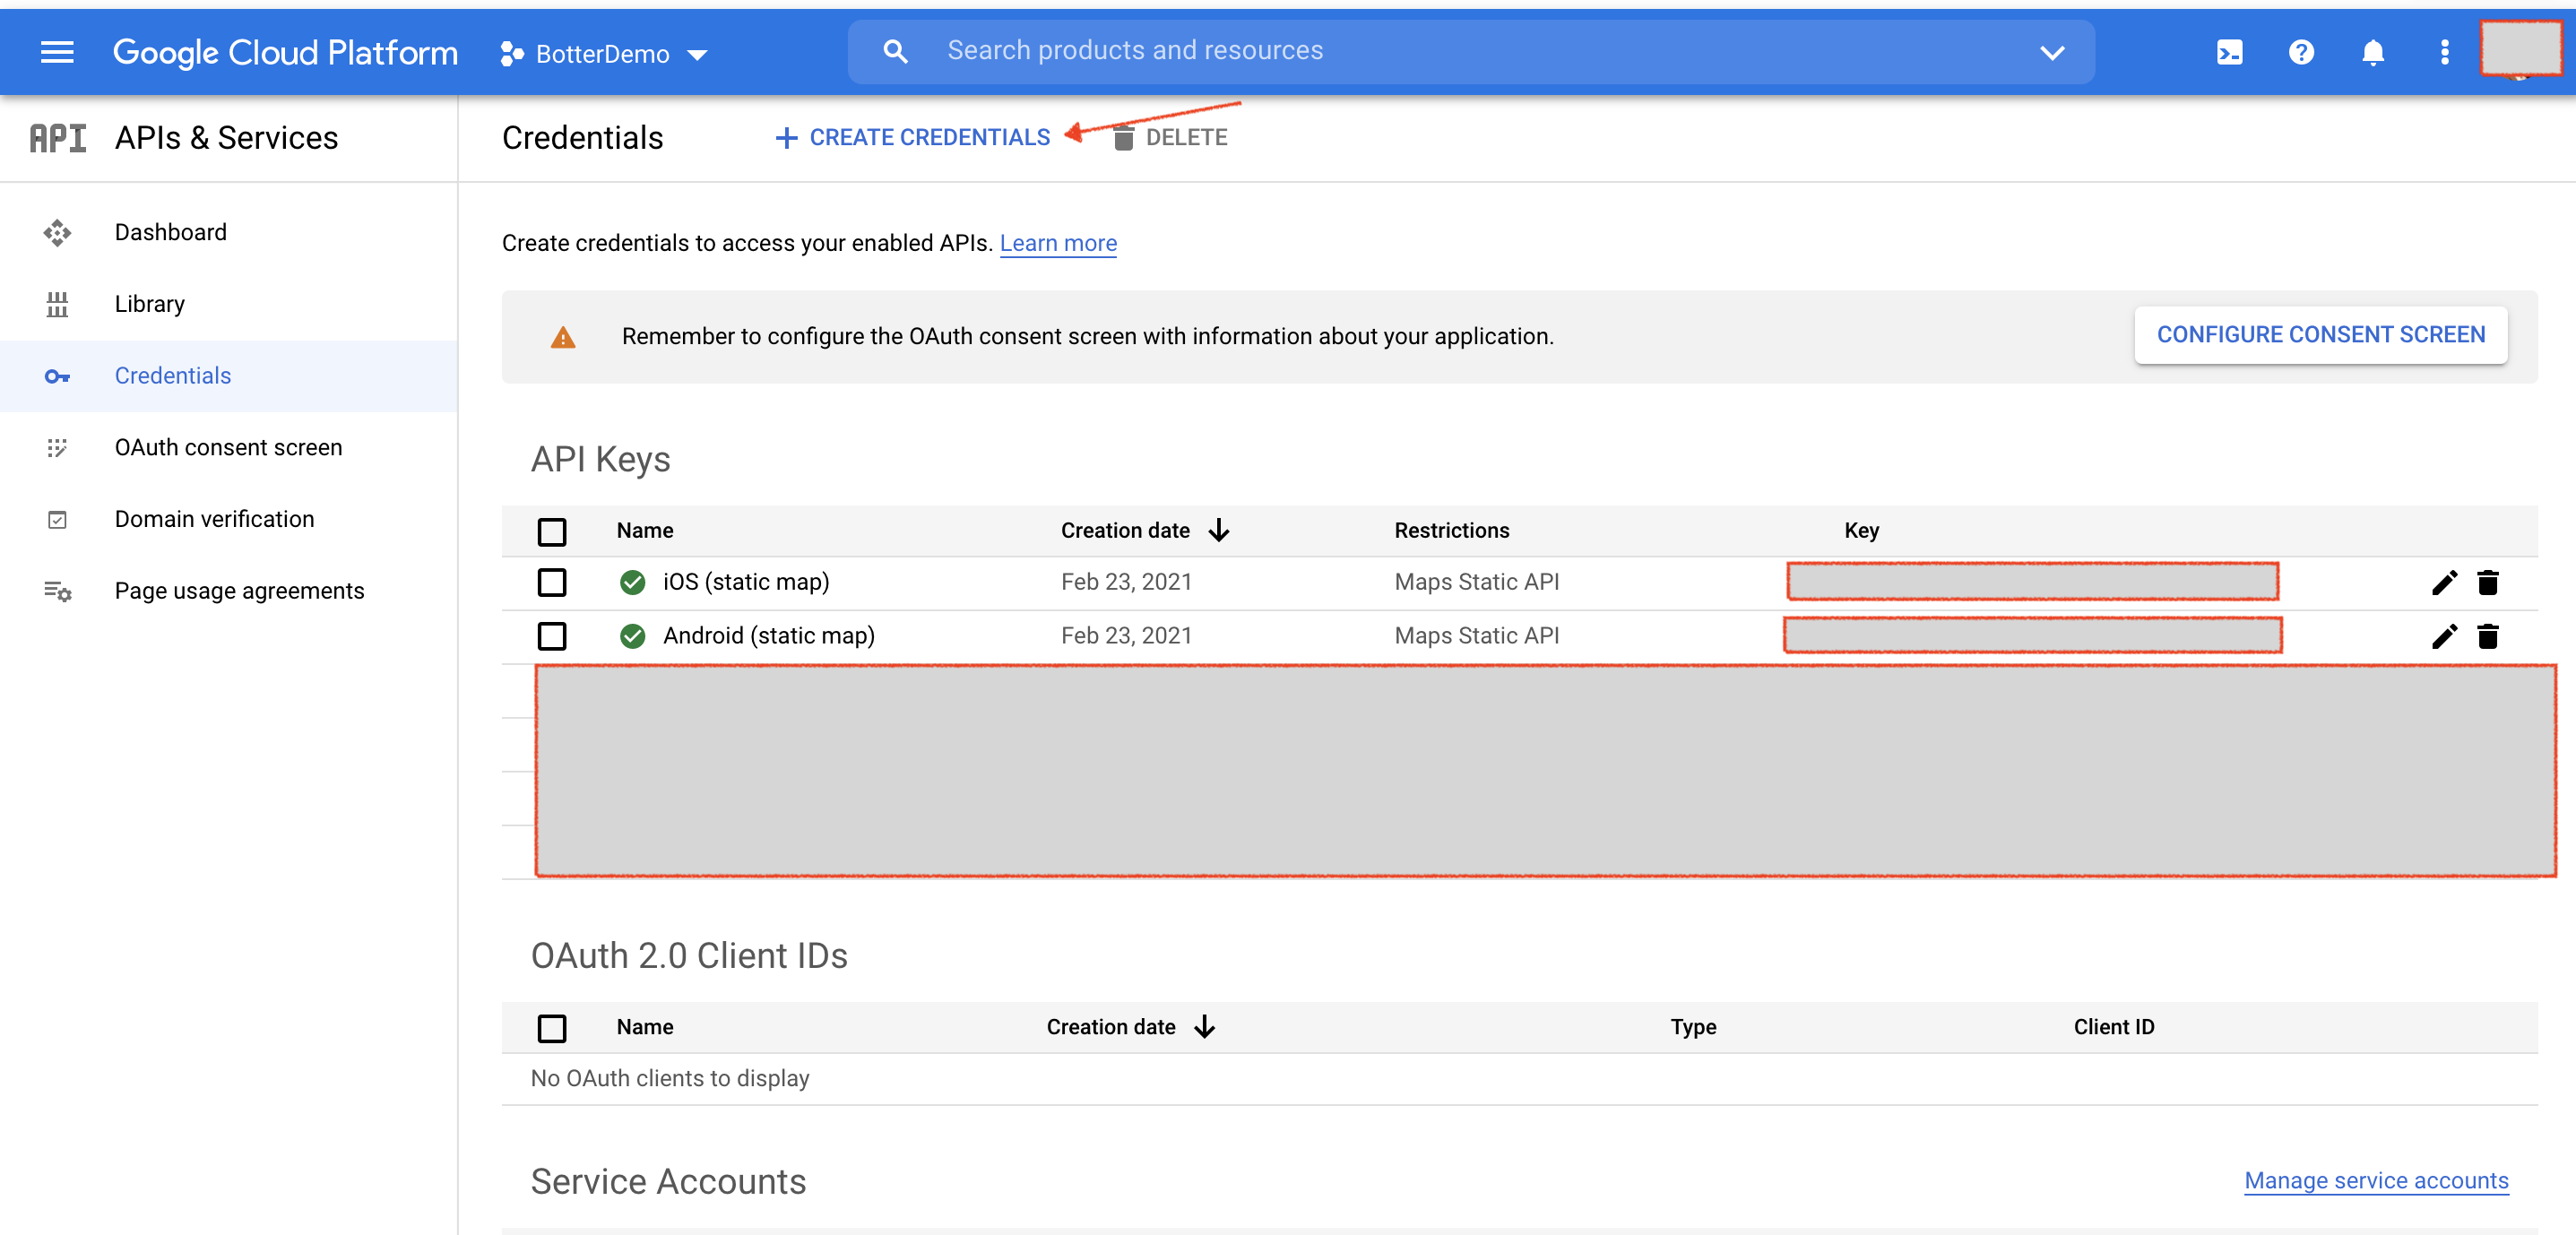 Google Cloud Platform BotterDemo Search products and resources
API APIs & Services Credentials CREATE CREDENTIALS DELETE
Dashboard
Library
Credentials
OAuth consent screen
Domain verification
Page usage agreements
Create credentials to access your enabled APIs. Learn more
Remember to configure the OAuth consent screen with information about your application. CONFIGURE CONSENT SCREEN
API Keys
Name Creation date Restrictions Key
iOS (static map) Feb 23, 2021 Maps Static API
Android (static map) Feb 23, 2021 Maps Static API
OAuth 2.0 Client IDs
Name Creation date Type Client ID
No OAuth clients to display
Service Accounts Manage service accounts